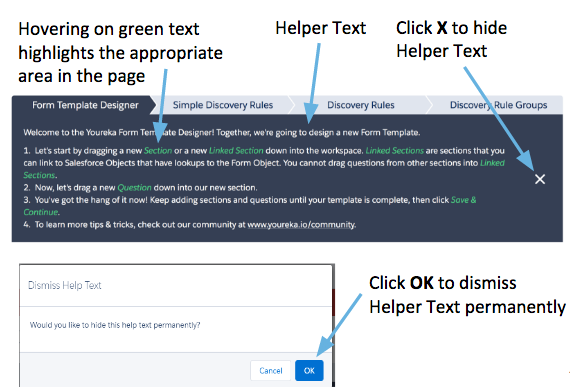 Hovering on green text
highlights the appropriate
area in the page
Helper Text
Click X to hide
Helper Text
Form Template Designer
Simple Discovery Rules
Discovery Rules
Discovery Rule Groups
Welcome to the Youreka Form Template Designer! Together, we're going to design a new Form Template.
1. Let's start by dragging a new Section or a new Linked Section down into the workspace. Linked Sections are sections that you
can link to Salesforce Objects that have lookups to the Form Object. You cannot drag questions from other sections into Linked
Sections.
2. Now, let's drag a new Question down into our new section.
3. You've got the hang of it now! Keep adding sections and questions until your template is complete, then click Save &
Continue.
4. To learn more tips & tricks, check out our community at www.youreka.io/community.
Dismiss Help Text
Would you like to hide this help text permanently?
Cancel
OK
Click OK to dismiss
Helper Text permanently